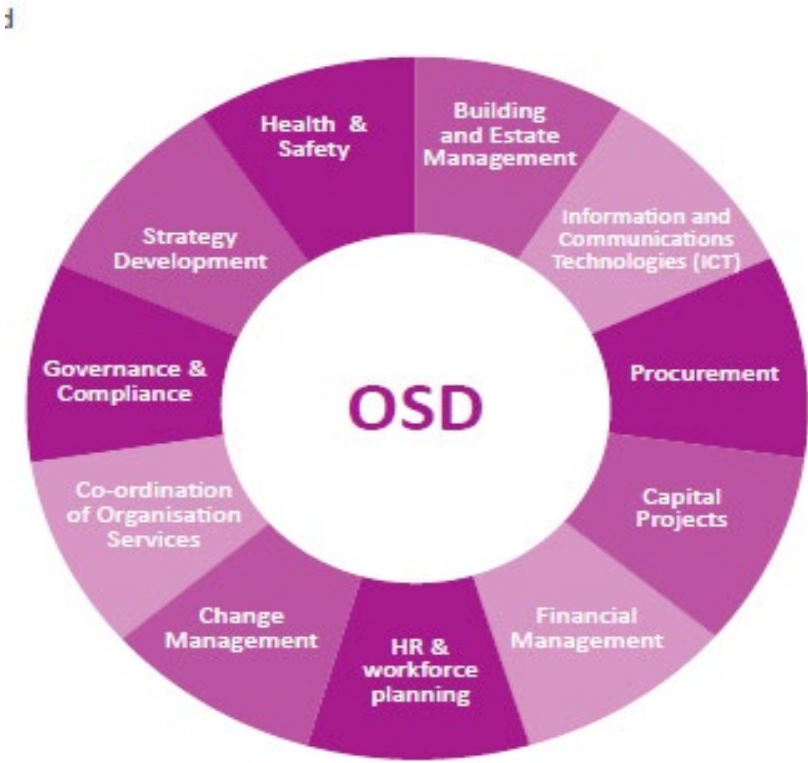 Health &
Safety
Building
and Estate
Management
Information and
Communications
Technologies (ICT)
Procurement
Capital
Projects
Financial
Management
HR &
workforce
planning
Change
Management
Co-ordination
of Organisation
Services
Governance &
Compliance
Strategy
Development
OSD